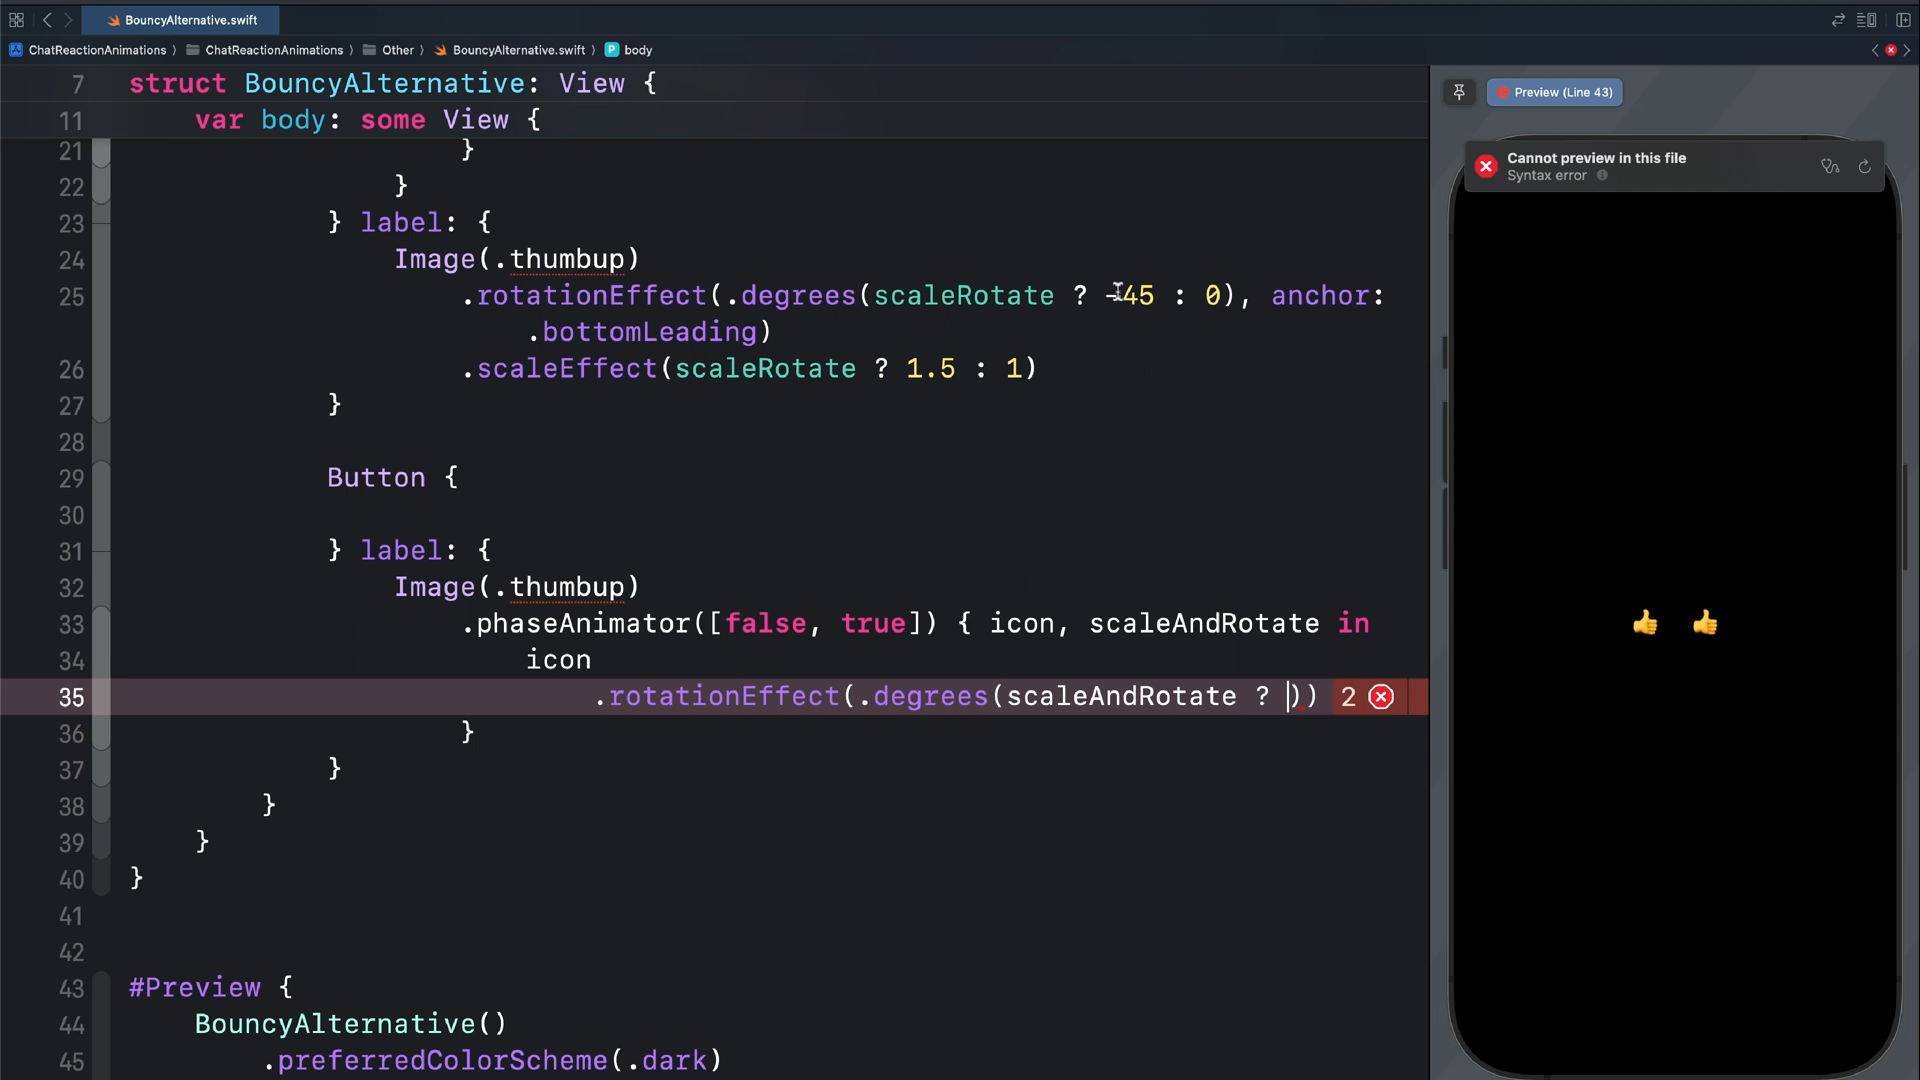 BouncyAlternative.swift
ChatReactionAnimations 〉 ChatReactionAnimations 〉 Other 〉 BouncyAlternative.swift 〉 P body
7 struct BouncyAlternative: View {
11 var body: some View {
21 }
22 }
23 } label: {
24 Image(.thumbup)
25 .rotationEffect(.degrees(scaleRotate ? -45 : 0), anchor:
.bottomLeading)
26 .scaleEffect(scaleRotate ? 1.5 : 1)
27 }
28
29 Button {
30
31 } label: {
32 Image(.thumbup)
33 .phaseAnimator([false, true]) { icon, scaleAndRotate in
34 icon
35 .rotationEffect(.degrees(scaleAndRotate ? )) 2
36 }
37 }
38 }
39 }
40 }
41
42
43 #Preview {
44 BouncyAlternative()
45 .preferredColorScheme(.dark)
Preview (Line 43)
Cannot preview in this file
Syntax error